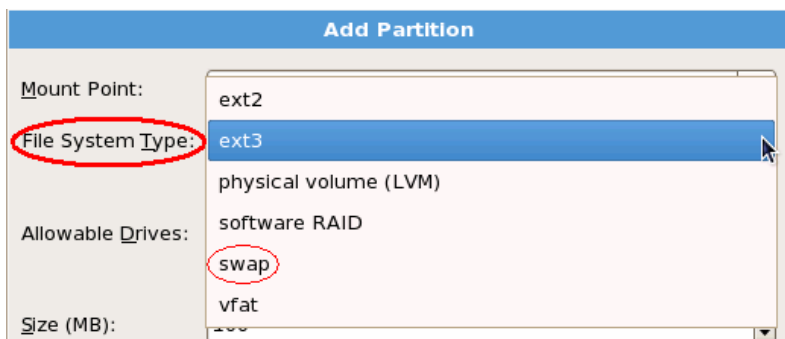 Add Partition
Mount Point:
ext2
File System Type: ext3
physical volume (LVM)
software RAID
Allowable Drives:
swap
vfat
Size (MB):